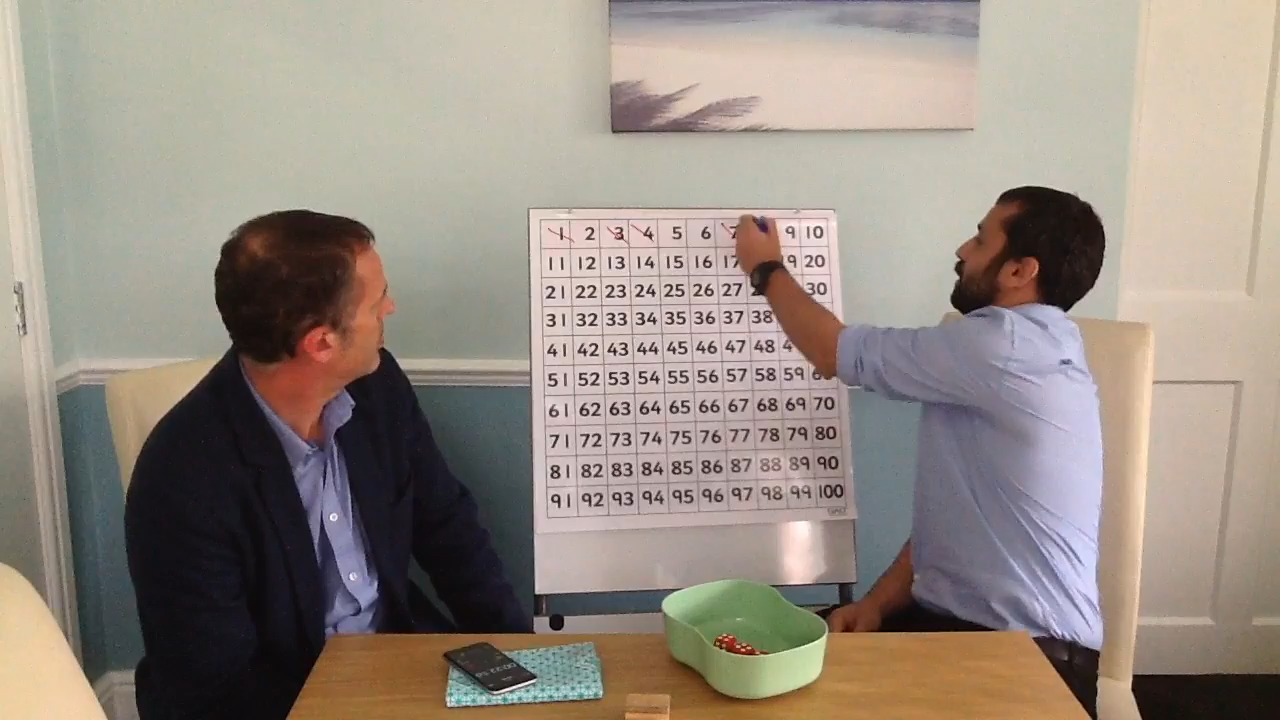 1 2 3 4 5 6 7 9 10
11 12 13 14 15 16 17 19 20
21 22 23 24 25 26 27 30
31 32 33 34 35 36 37 38
41 42 43 44 45 46 47 48
51 52 53 54 55 56 57 58 59
61 62 63 64 65 66 67 68 69 70
71 72 73 74 75 76 77 78 79 80
81 82 83 84 85 86 87 88 89 90
91 92 93 94 95 96 97 98 99 100